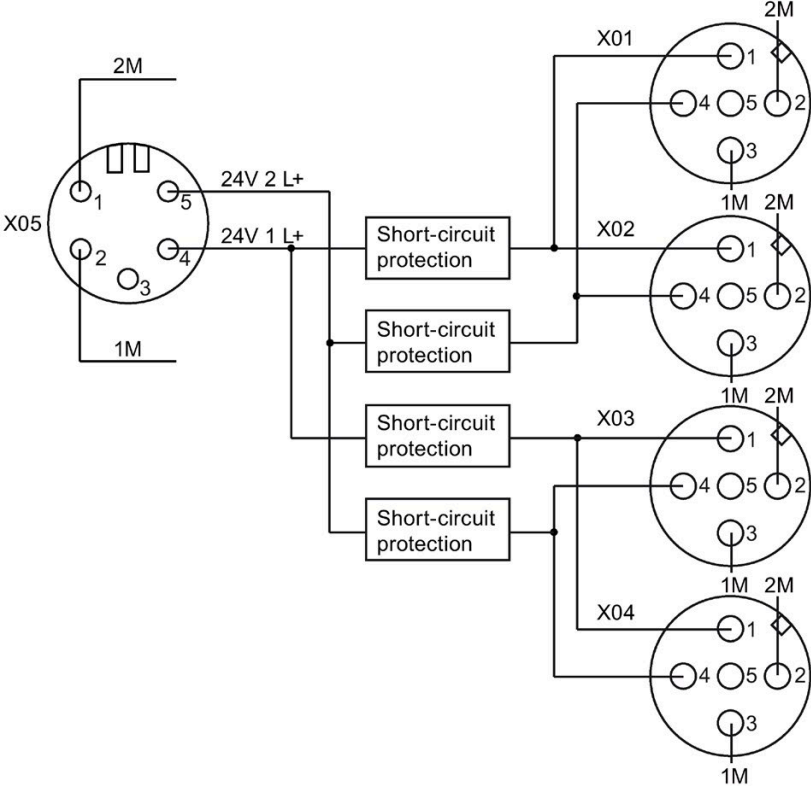 2M
X01
1
4
5
2
3
1M
2M
1
5
X05
2
4
3
1M
24V 2 L+
24V 1 L+
Short-circuit
protection
Short-circuit
protection
Short-circuit
protection
Short-circuit
protection
2M
X02
1
4
5
2
3
1M
2M
X03
1
4
5
2
3
1M
2M
X04
1
4
5
2
3
1M